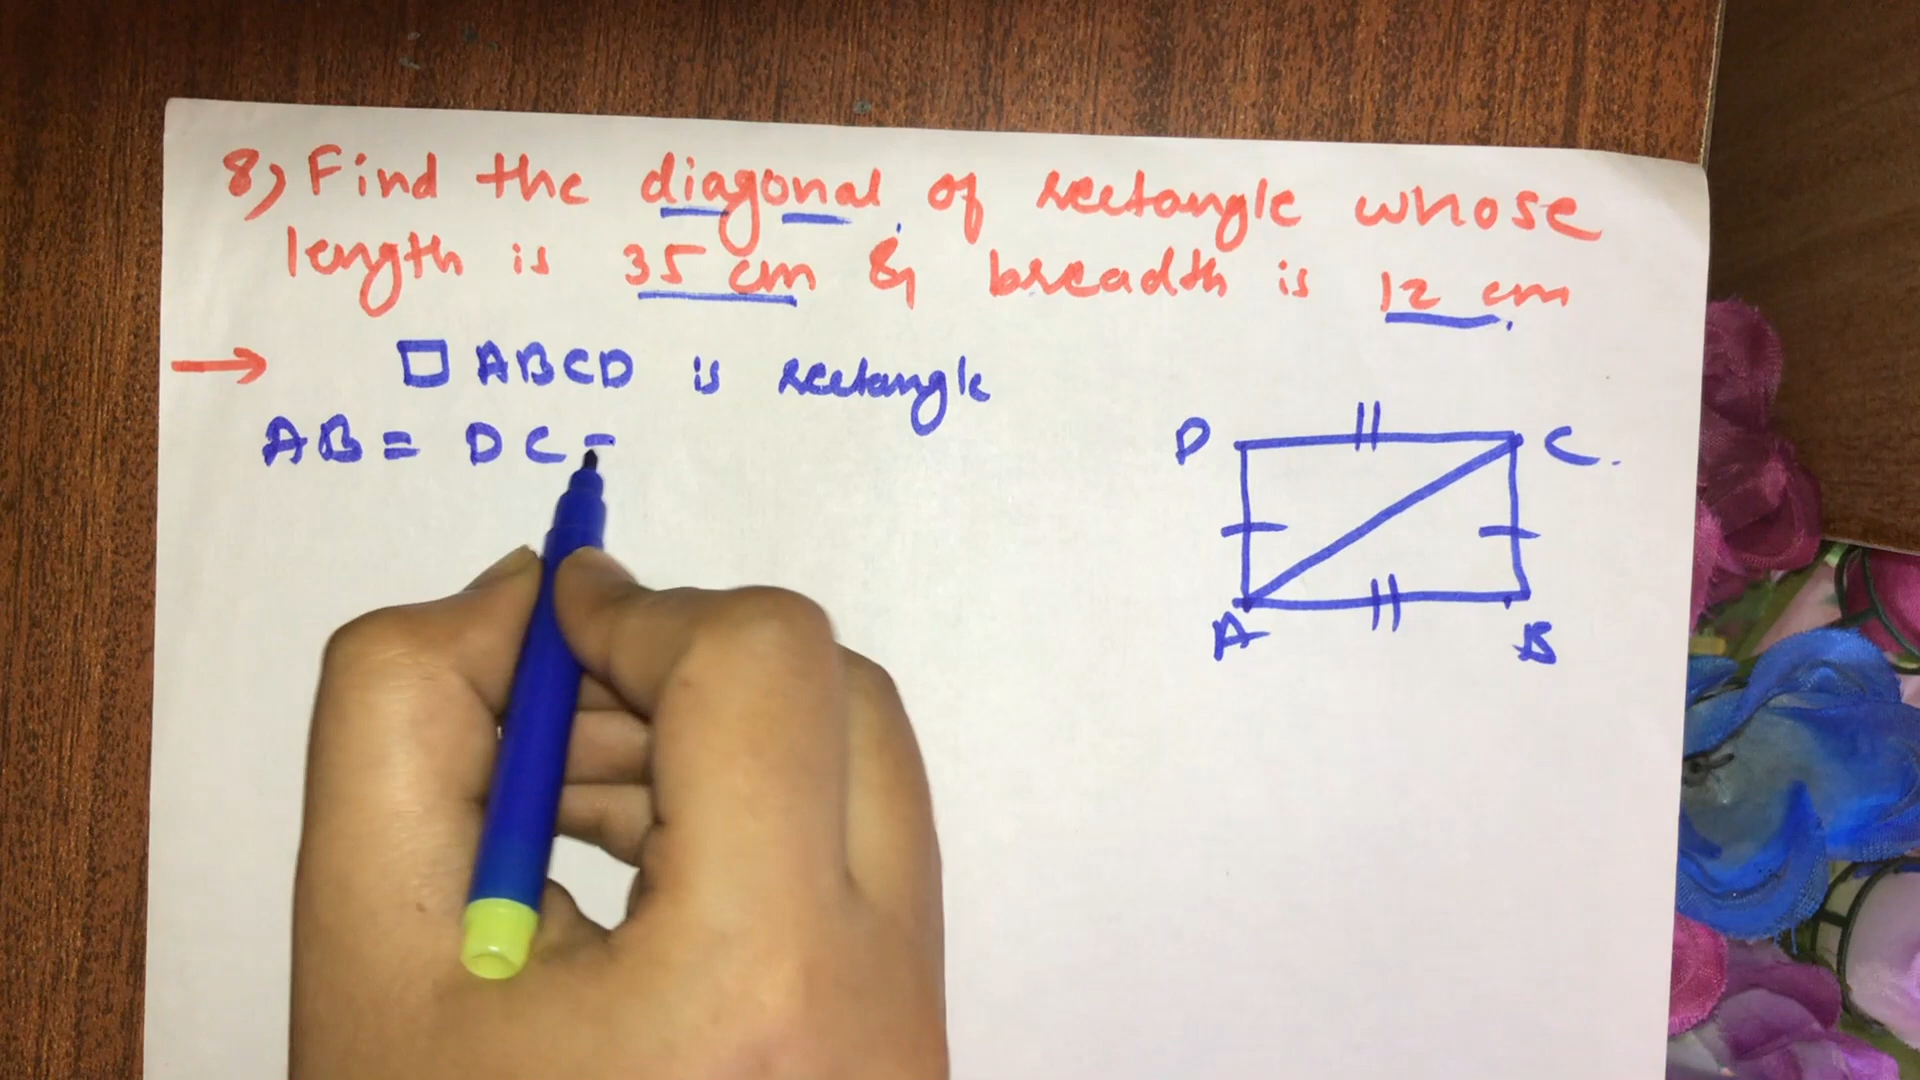 8) Find the diagonal of rectangle whose
length is 35 cm & breadth is 12 cm
→ □ ABCD is rectangle
AB = DC =
D C
A B